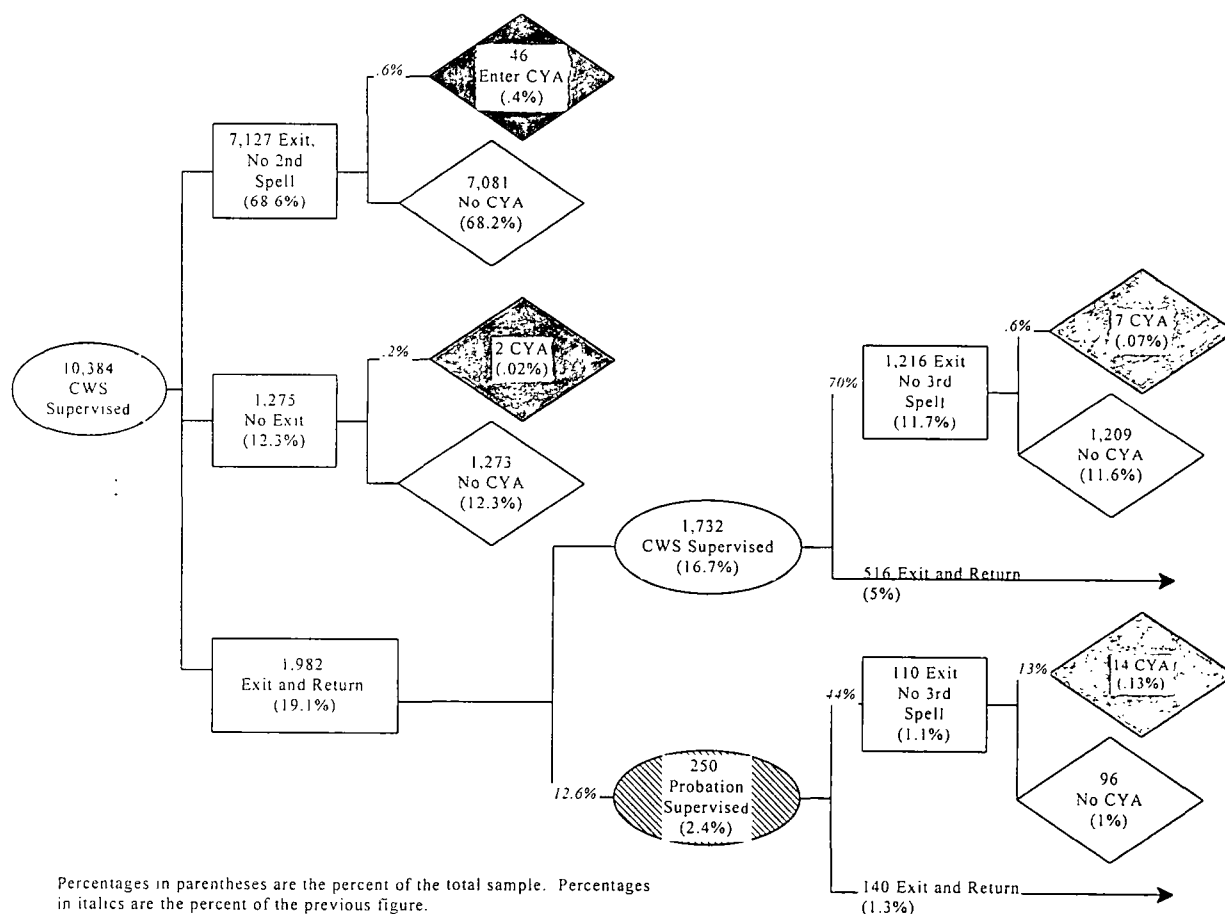 46
Enter CYA
(.4%)
.6%
7,127 Exit,
No 2nd
Spell
(68 6%)
7,081
No CYA
(68.2%)
10,384
CWS
Supervised
.2%
2 CYA
(.02%)
1,275
No Exit
(12.3%)
1,273
No CYA
(12.3%)
1,982
Exit and Return
(19.1%)
1,732
CWS Supervised
(16.7%)
70%
1,216 Exit
No 3rd
Spell
(11.7%)
.6%
7 CYA
(.07%)
1,209
No CYA
(11.6%)
516 Exit and Return
(5%)
12.6%
250
Probation
Supervised
(2.4%)
44%
110 Exit
No 3rd
Spell
(1.1%)
13%
14 CYA
(.13%)
96
No CYA
(1%)
140 Exit and Return
(1.3%)
Percentages in parentheses are the percent of the total sample. Percentages
in italics are the percent of the previous figure.